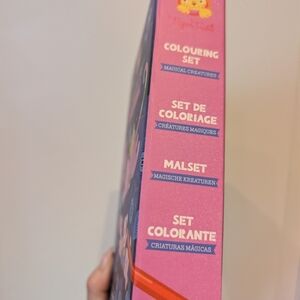 COLOURING
SET
MAGICAL CREATURES
SET DE
COLORIAGE
CRÉATURES MAGIQUES
MALSET
MAGISCHE KREATUREN
SET
COLORANTE
CRIATURAS MÁGICAS